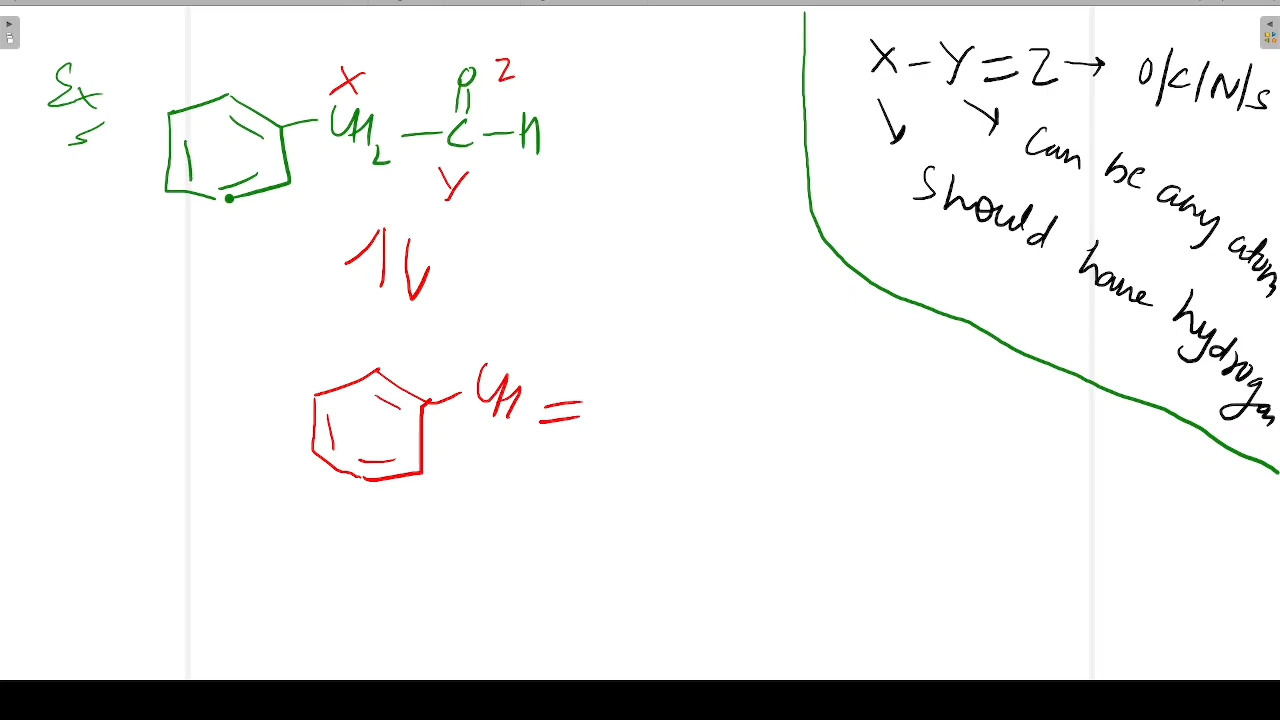 Ex
X O Z
CH2 — C — H
Y
CH =
X – Y = Z → O/C/N/S
can be any atom
should have hydrogen